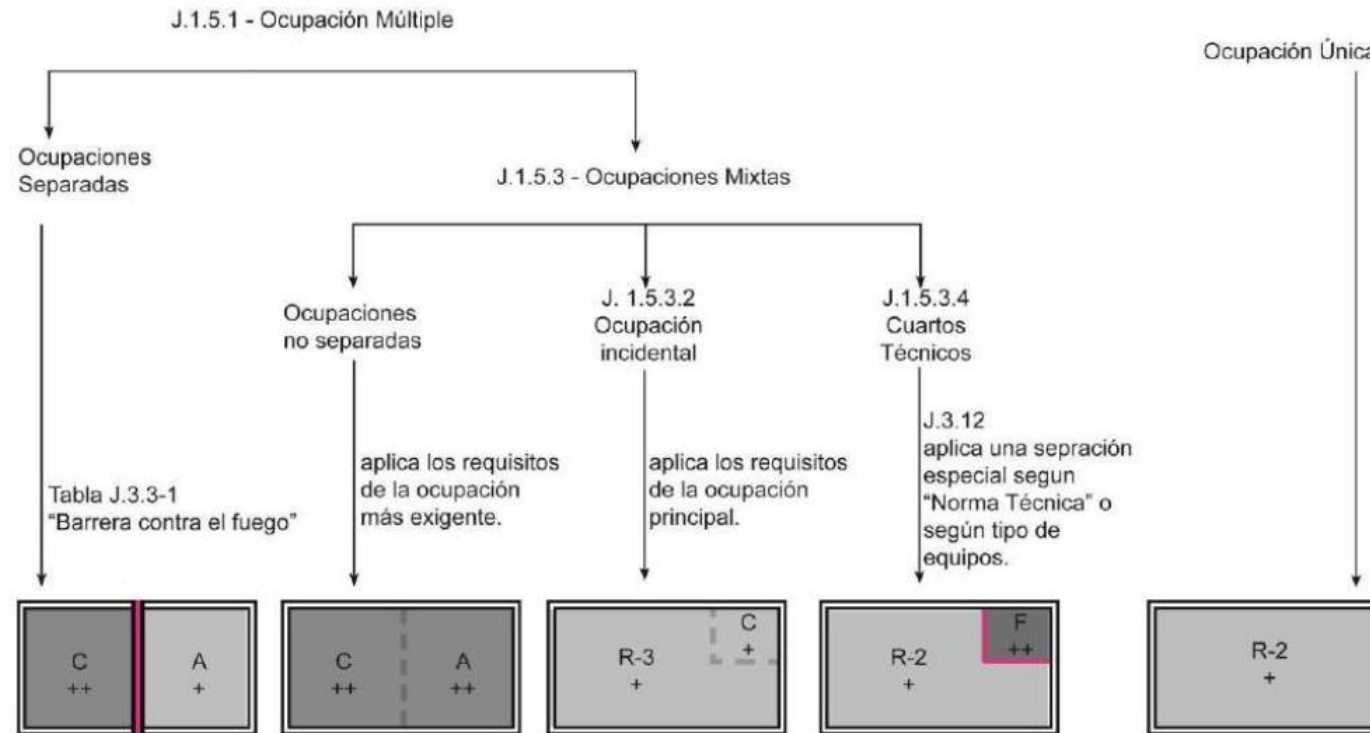 J.1.5.1 - Ocupación Múltiple
Ocupación Única
Ocupaciones
Separadas
J.1.5.3 - Ocupaciones Mixtas
Ocupaciones
no separadas
J. 1.5.3.2
Ocupación
incidental
J.1.5.3.4
Cuartos
Técnicos
Tabla J.3.3-1
“Barrera contra el fuego”
aplica los requisitos
de la ocupación
más exigente.
aplica los requisitos
de la ocupación
principal.
J.3.12
aplica una sepración
especial segun
“Norma Técnica” o
según tipo de
equipos.
C
++
A
+
C
++
A
++
R-3
+
C
+
R-2
+
F
++
R-2
+